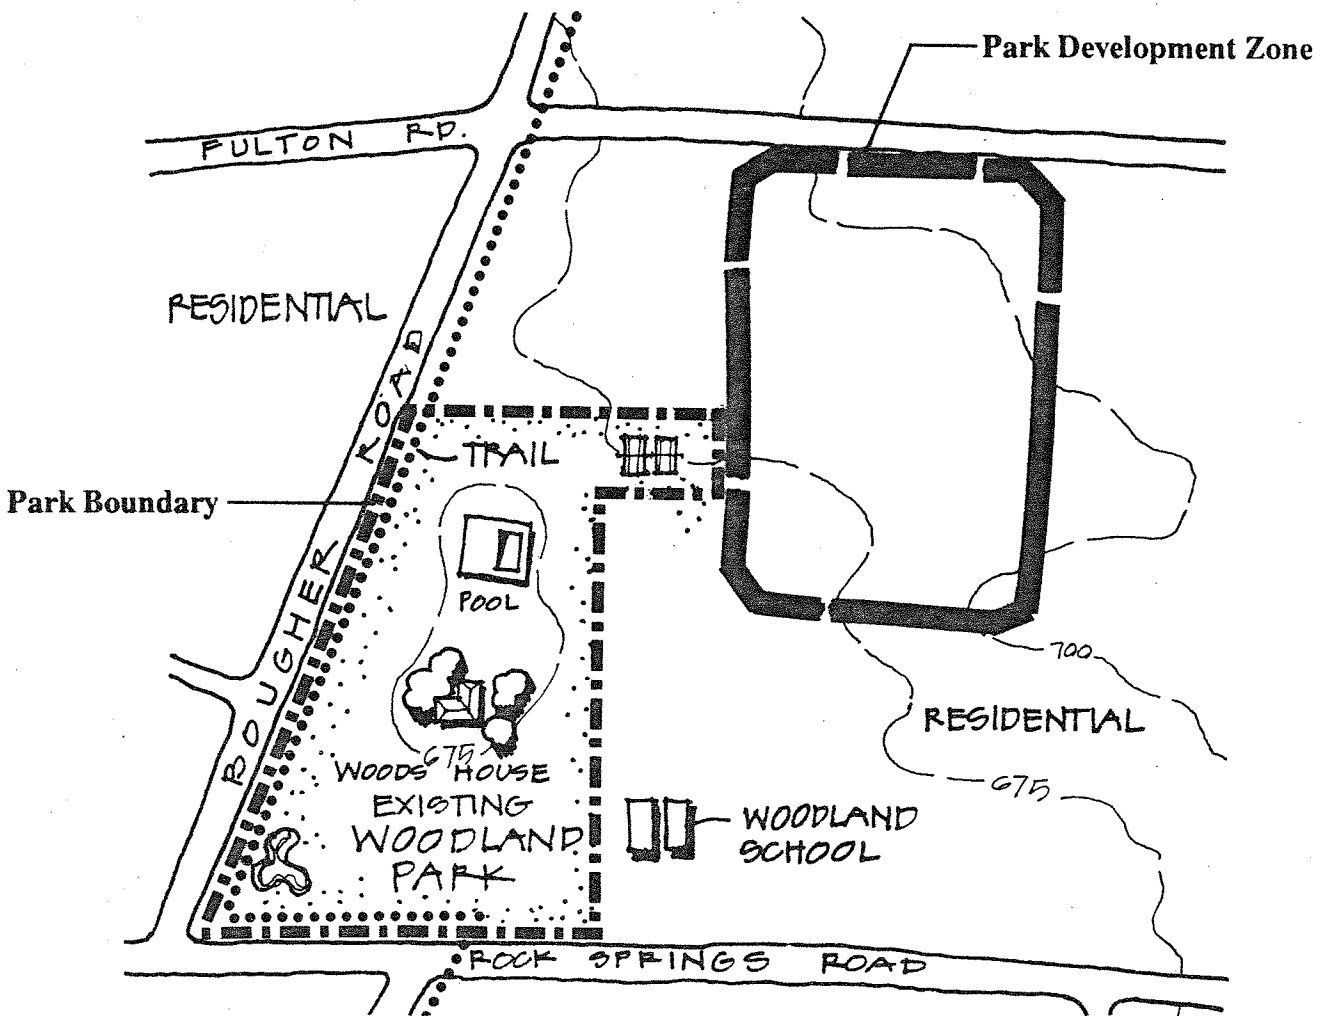 Park Development Zone
FULTON RD.
RESIDENTIAL
BOUGHER ROAD
TRAIL
Park Boundary
POOL
700
RESIDENTIAL
675
WOODS' HOUSE
675
EXISTING
WOODLAND
PARK
WOODLAND
SCHOOL
ROCK SPRINGS ROAD